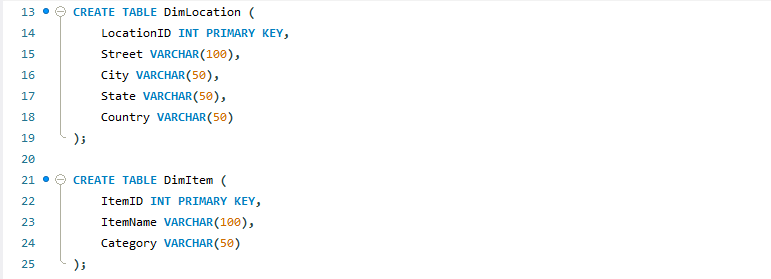 13 CREATE TABLE DimLocation (
14 LocationID INT PRIMARY KEY,
15 Street VARCHAR(100),
16 City VARCHAR(50),
17 State VARCHAR(50),
18 Country VARCHAR(50)
19 );
20
21 CREATE TABLE DimItem (
22 ItemID INT PRIMARY KEY,
23 ItemName VARCHAR(100),
24 Category VARCHAR(50)
25 );